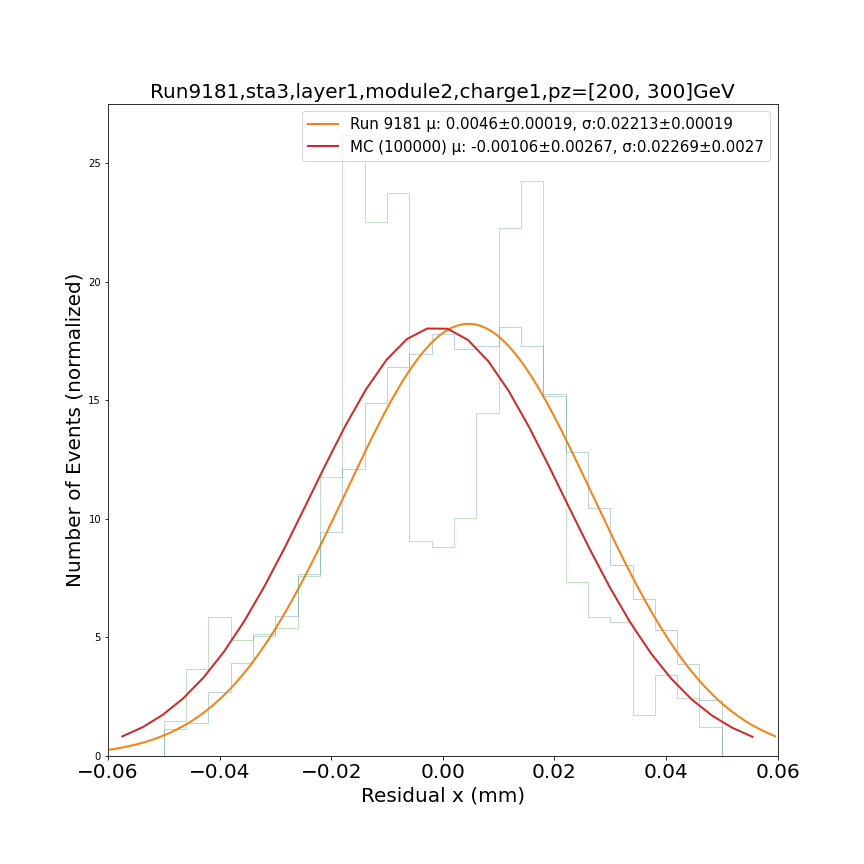 Run9181,sta3,layer1,module2,charge1,pz=[200, 300]GeV
Run 9181 μ: 0.0046±0.00019, σ:0.02213±0.00019
MC (100000) μ: -0.00106±0.00267, σ:0.02269±0.0027
25
20
15
10
5
0
Number of Events (normalized)
−0.06 −0.04 −0.02 0.00 0.02 0.04 0.06
Residual x (mm)